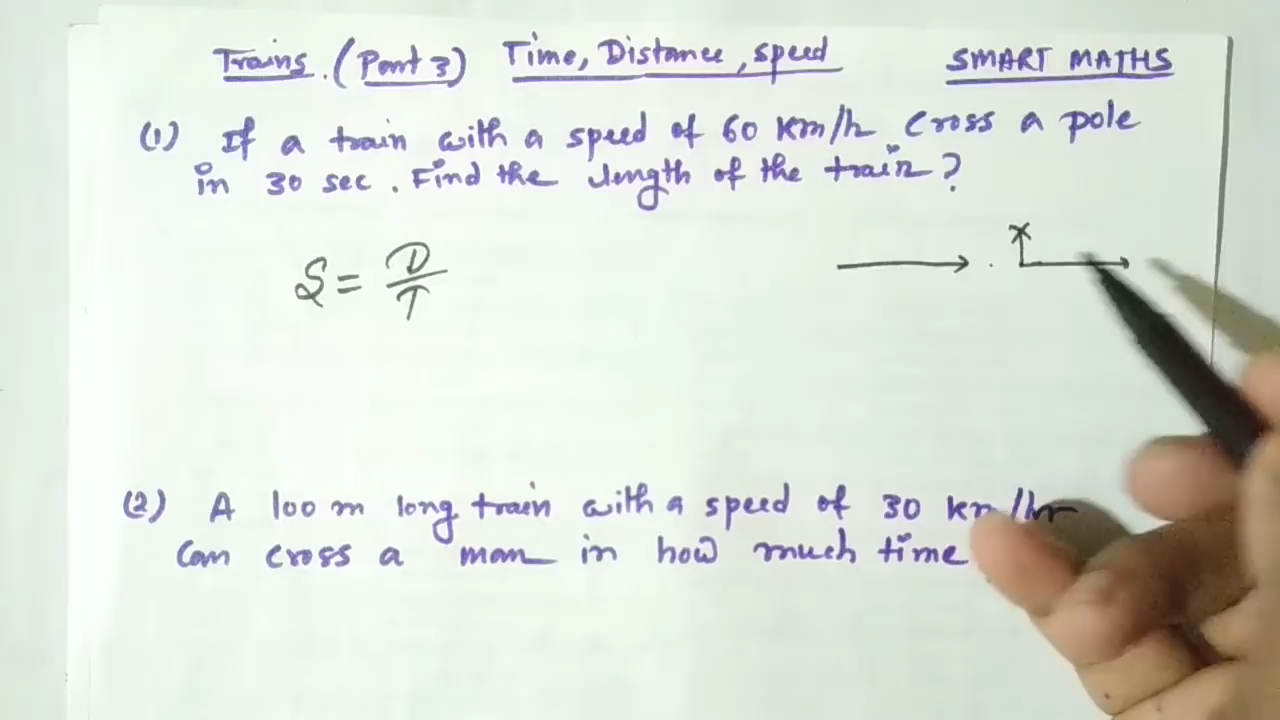 Trains. (Part 3) Time, Distance, speed SMART MATHS
(1) If a train with a speed of 60 Km/h cross a pole
in 30 sec. Find the length of the train?
S = D/T
X
(2) A 100 m long train with a speed of 30 km/hr
Can cross a man in how much time